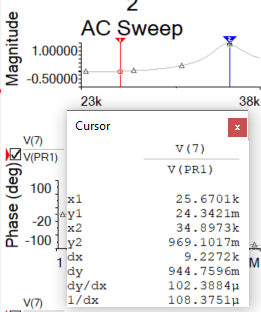 2
AC Sweep
Magnitude
1.00000
-0.50000
23k
38k
V(7)
V(PR1)
Phase (deg)
100
-20
-100
1
M
V(7)
Cursor
x
V(7)
V(PR1)
x1 25.6701k
y1 24.3421m
x2 34.8973k
y2 969.1017m
dx 9.2272k
dy 944.7596m
dy/dx 102.3884µ
1/dx 108.3751µ